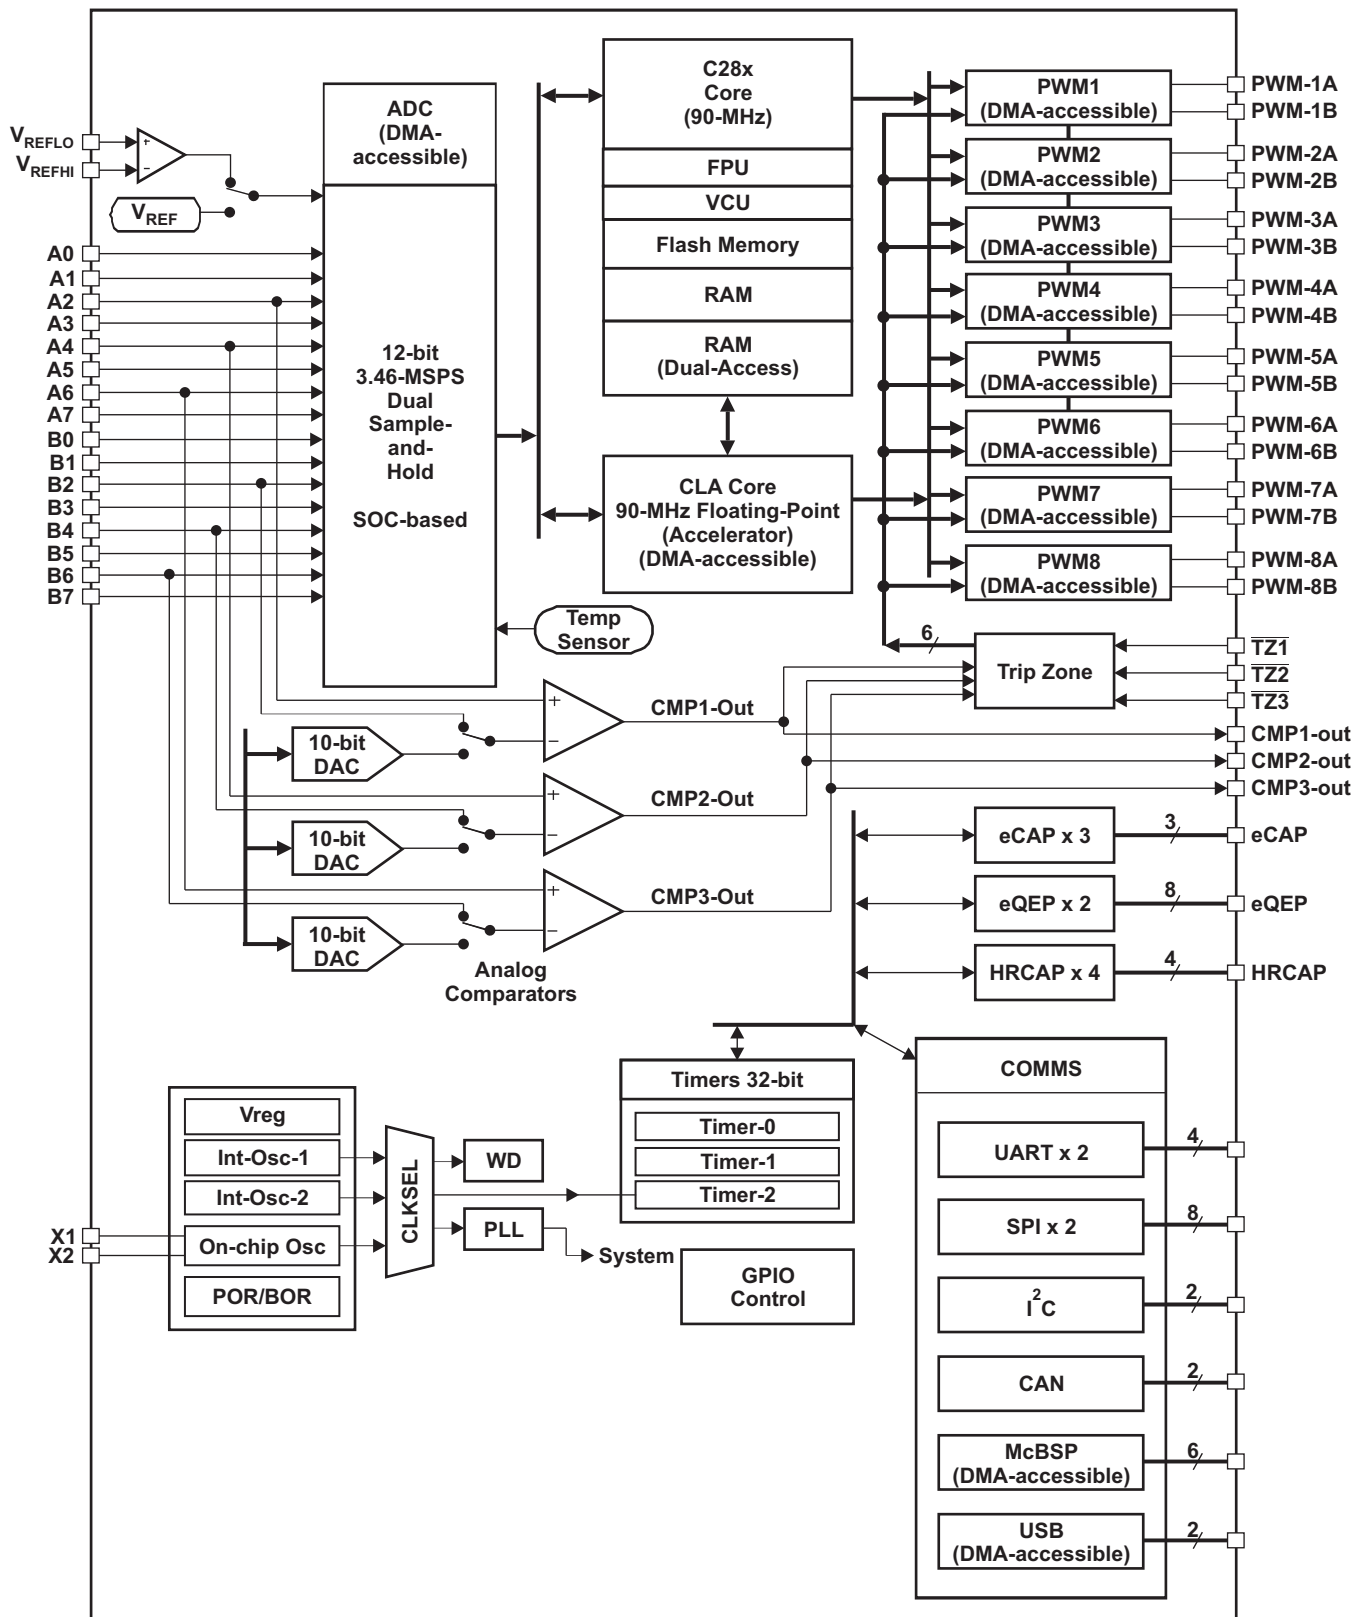 C28x
Core
(90-MHz)
FPU
VCU
Flash Memory
RAM
RAM
(Dual-Access)
ADC
(DMA-
accessible)
12-bit
3.46-MSPS
Dual
Sample-
and-
Hold
SOC-based
VREFLO
VREFHI
VREF
+
−
A0
A1
A2
A3
A4
A5
A6
A7
B0
B1
B2
B3
B4
B5
B6
B7
CLA Core
90-MHz Floating-Point
(Accelerator)
(DMA-accessible)
Temp
Sensor
PWM1
(DMA-accessible)
PWM2
(DMA-accessible)
PWM3
(DMA-accessible)
PWM4
(DMA-accessible)
PWM5
(DMA-accessible)
PWM6
(DMA-accessible)
PWM7
(DMA-accessible)
PWM8
(DMA-accessible)
PWM-1A
PWM-1B
PWM-2A
PWM-2B
PWM-3A
PWM-3B
PWM-4A
PWM-4B
PWM-5A
PWM-5B
PWM-6A
PWM-6B
PWM-7A
PWM-7B
PWM-8A
PWM-8B
6
Trip Zone
TZ1
TZ2
TZ3
CMP1-out
CMP2-out
CMP3-out
10-bit
DAC
+
−
CMP1-Out
10-bit
DAC
+
−
CMP2-Out
10-bit
DAC
+
−
CMP3-Out
Analog
Comparators
eCAP x 3
3
eCAP
eQEP x 2
8
eQEP
HRCAP x 4
4
HRCAP
Timers 32-bit
Timer-0
Timer-1
Timer-2
Vreg
Int-Osc-1
Int-Osc-2
On-chip Osc
POR/BOR
X1
X2
CLKSEL
WD
PLL
System
GPIO
Control
COMMS
UART x 2
4
SPI x 2
8
I2C
2
CAN
2
McBSP
(DMA-accessible)
6
USB
(DMA-accessible)
2